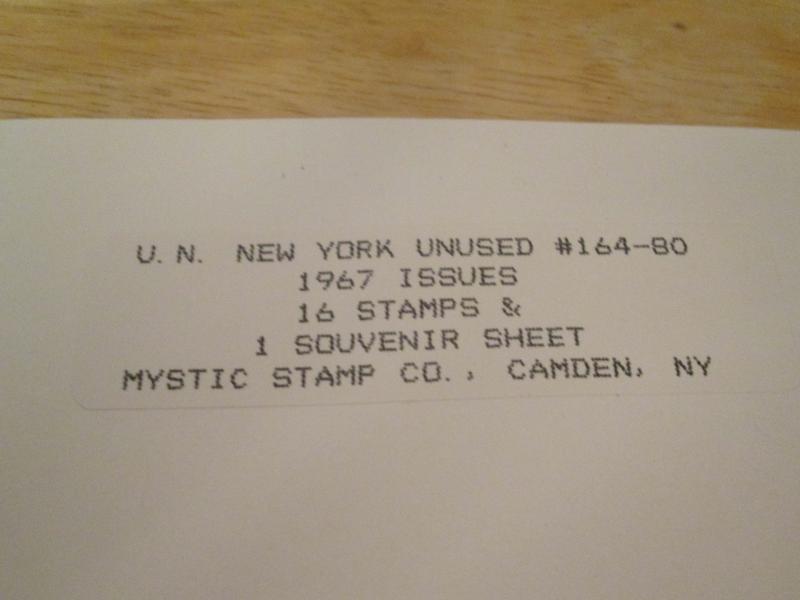 U. N. NEW YORK UNUSED #164-80
1967 ISSUES
16 STAMPS &
1 SOUVENIR SHEET
MYSTIC STAMP CO., CAMDEN, NY